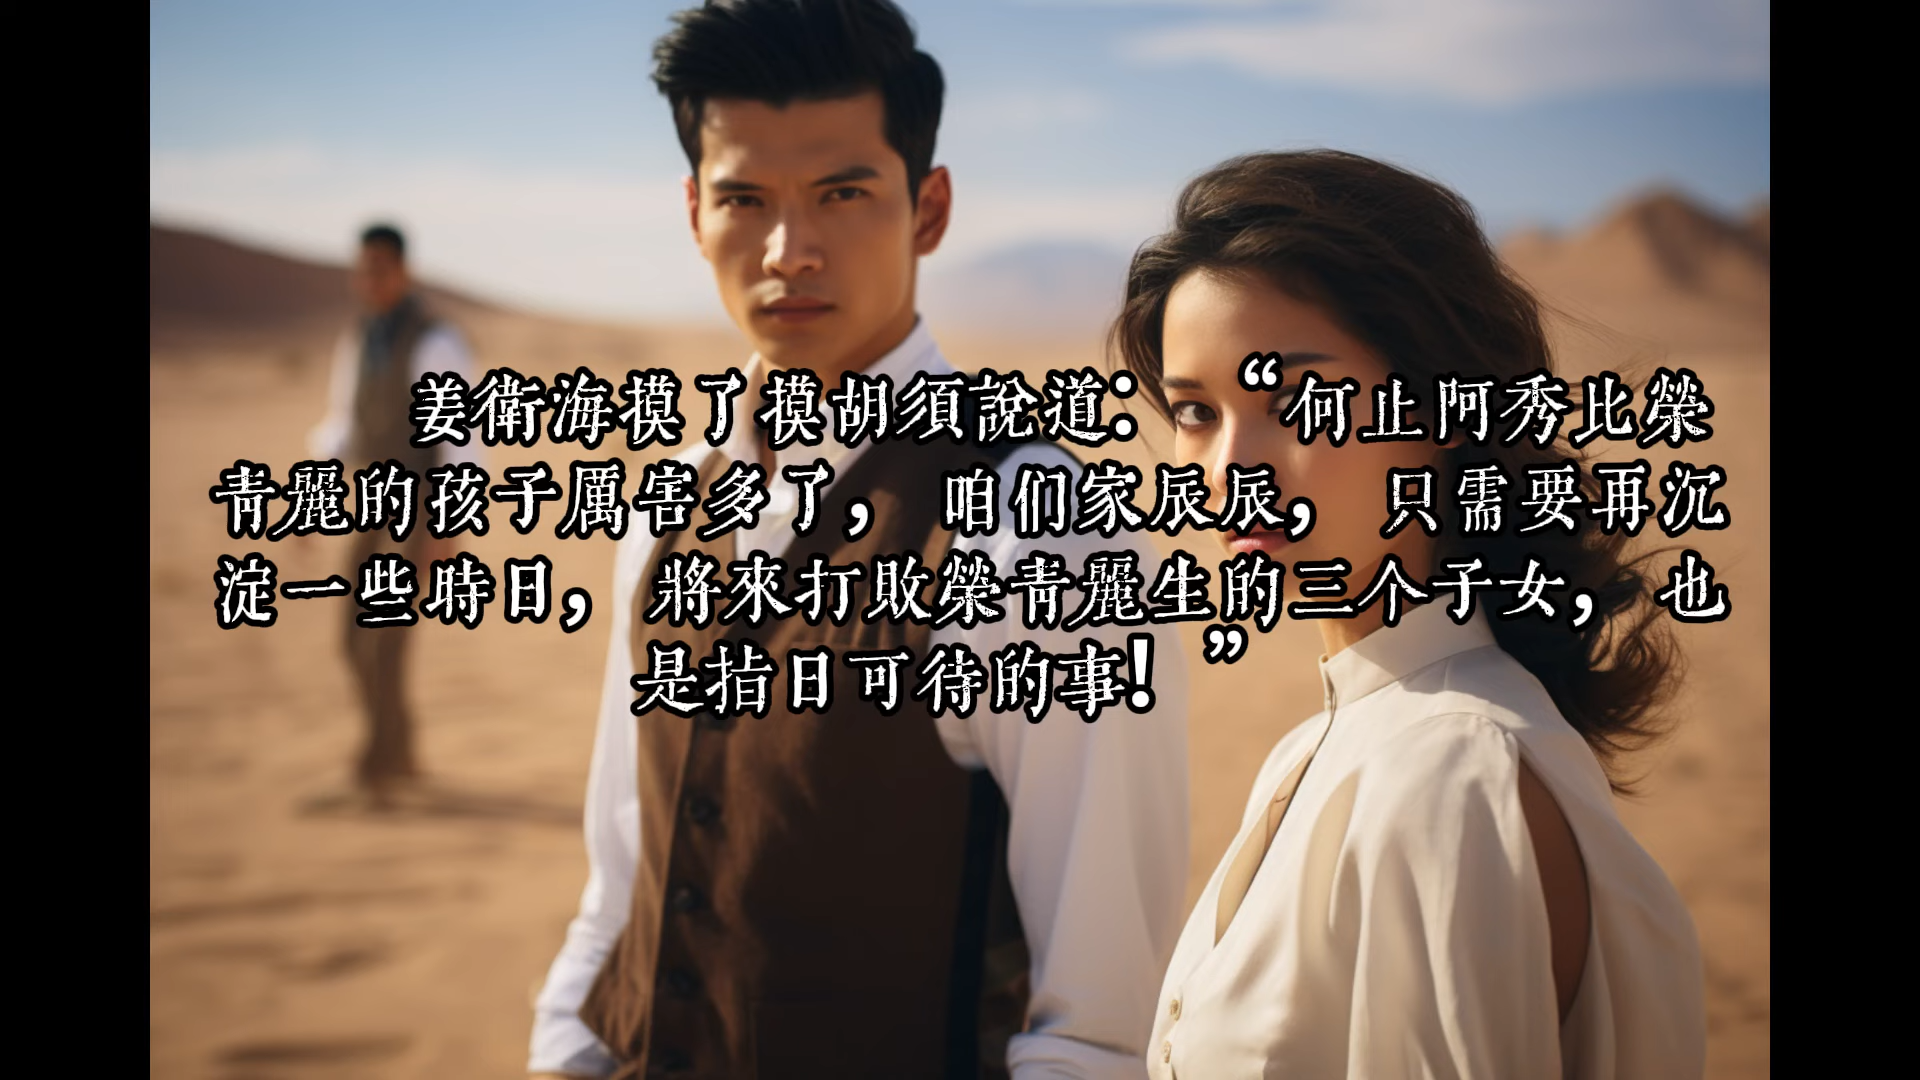 姜衛海摸了摸胡須說道：“何止阿秀比榮
青麗的孩子厲害多了，咱们家辰辰，只需要再沉
淀一些時日，將來打敗榮青麗生的三个子女，也
是指日可待的事！”